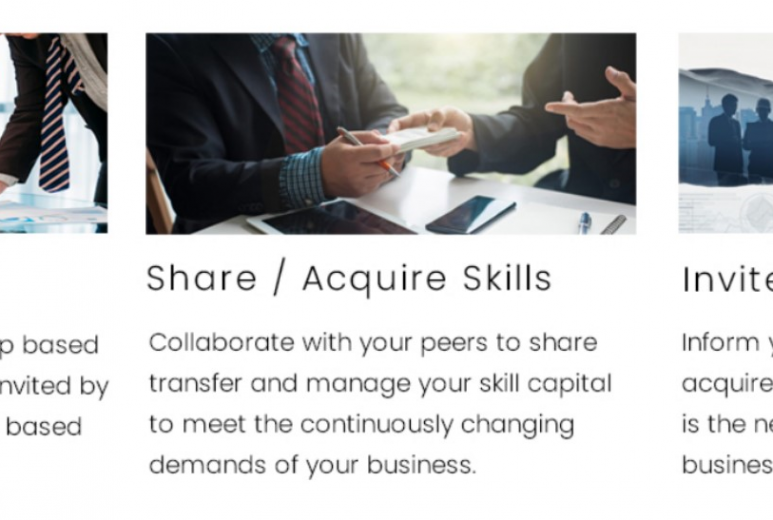 p based
nvited by
based
Share / Acquire Skills
Collaborate with your peers to share
transfer and manage your skill capital
to meet the continuously changing
demands of your business.
Invite
Inform y
acquire
is the ne
busines